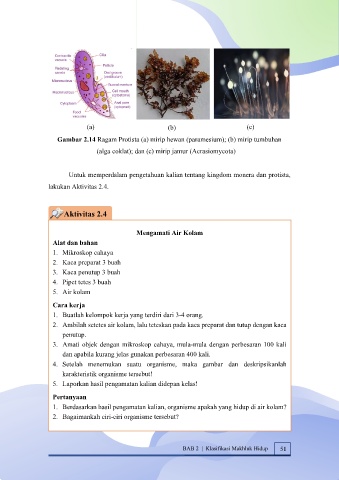 Contractile
vacuole
Cilia
Pellicle
Radiating
canals
Oral groove
(vestibulum)
Micronucleus
Food vacuole
Macronucleus
Cell mouth
(cytostome)
Cytoplasm
Anal pore
(cytoproct)
Food
vacuoles
(a) (b) (c)
Gambar 2.14 Ragam Protista (a) mirip hewan (paramesium); (b) mirip tumbuhan
(alga coklat); dan (c) mirip jamur (Acrasiomycota)
Untuk memperdalam pengetahuan kalian tentang kingdom monera dan protista,
lakukan Aktivitas 2.4.
Aktivitas 2.4
Mengamati Air Kolam
Alat dan bahan
1. Mikroskop cahaya
2. Kaca preparat 3 buah
3. Kaca penutup 3 buah
4. Pipet tetes 3 buah
5. Air kolam
Cara kerja
1. Buatlah kelompok kerja yang terdiri dari 3-4 orang.
2. Ambilah setetes air kolam, lalu teteskan pada kaca preparat dan tutup dengan kaca
penutup.
3. Amati objek dengan mikroskop cahaya, mula-mula dengan perbesaran 100 kali
dan apabila kurang jelas gunakan perbesaran 400 kali.
4. Setelah menemukan suatu organisme, maka gambar dan deskripsikanlah
karakteristik organisme tersebut!
5. Laporkan hasil pengamatan kalian didepan kelas!
Pertanyaan
1. Berdasarkan hasil pengamatan kalian, organisme apakah yang hidup di air kolam?
2. Bagaimankah ciri-ciri organisme tersebut?
BAB 2 | Klasifikasi Makhluk Hidup 51